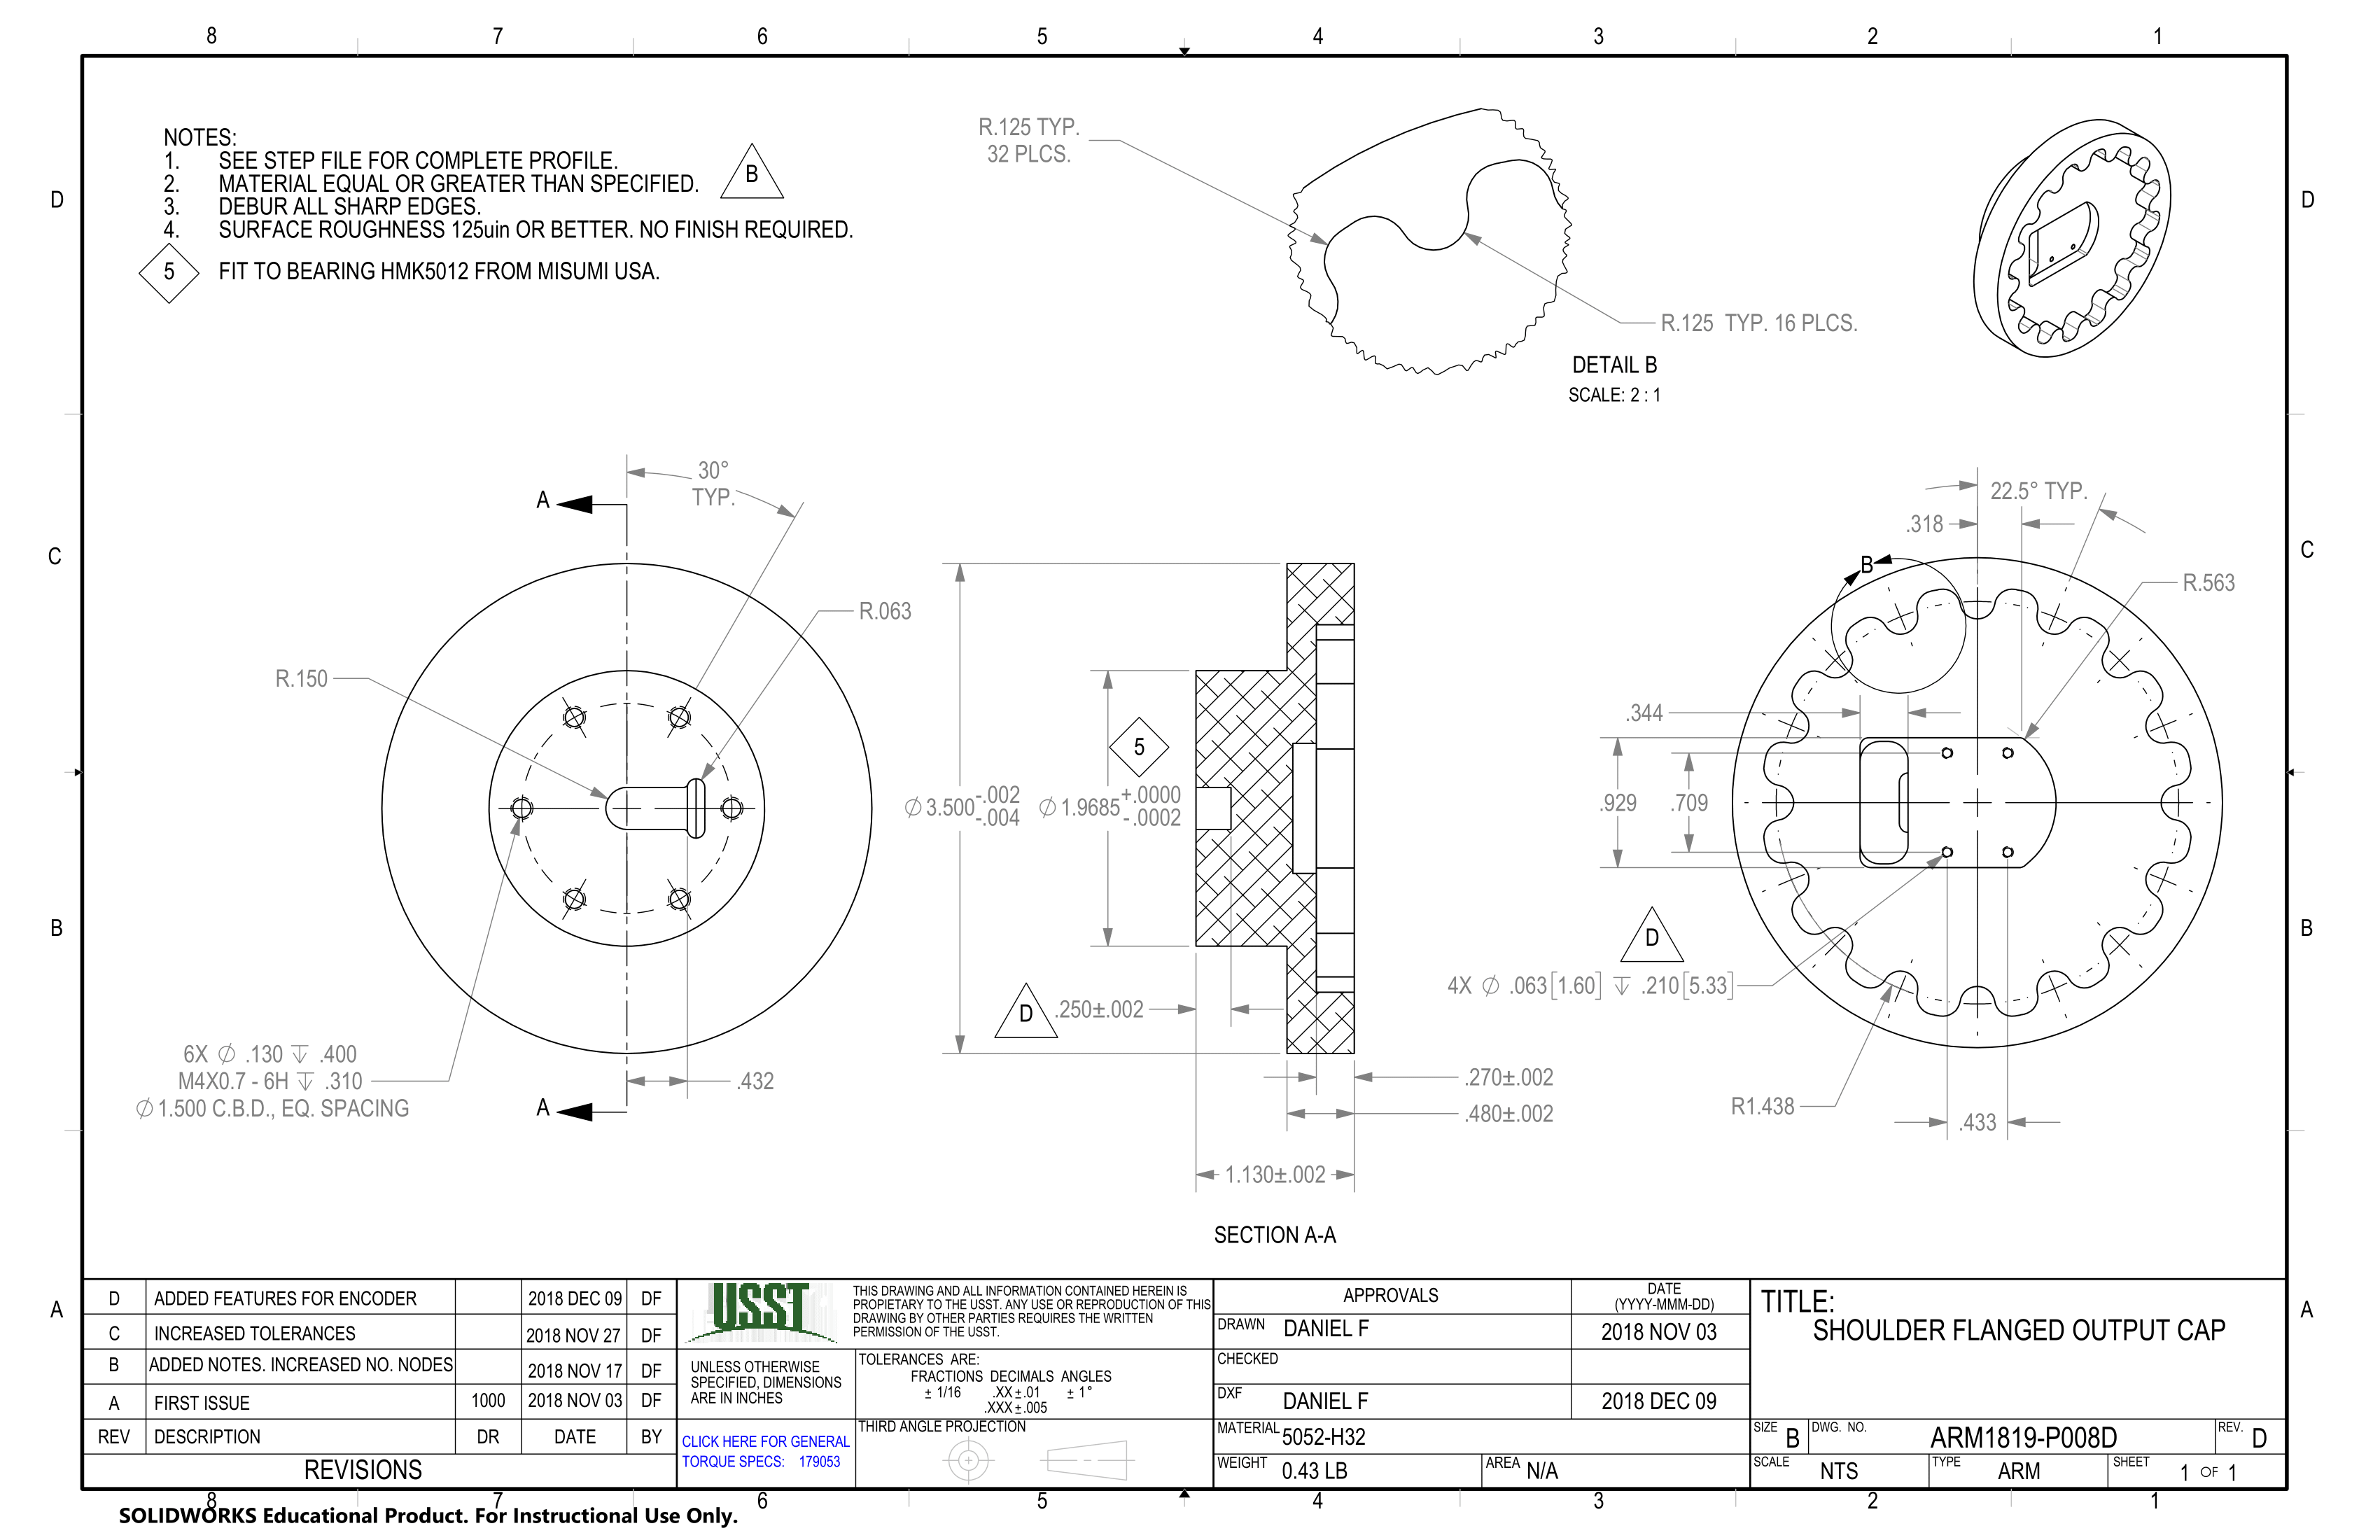 8 7 6 5 4 3 2 1
D
C
B
A
D
C
B
A
NOTES:
1. SEE STEP FILE FOR COMPLETE PROFILE.
2. MATERIAL EQUAL OR GREATER THAN SPECIFIED.
B
3. DEBUR ALL SHARP EDGES.
4. SURFACE ROUGHNESS 125uin OR BETTER. NO FINISH REQUIRED.
5 FIT TO BEARING HMK5012 FROM MISUMI USA.
R.125 TYP.
32 PLCS.
R.125 TYP. 16 PLCS.
DETAIL B
SCALE: 2 : 1
30°
TYP.
A
R.063
R.150
6X ∅ .130 ↧ .400
M4X0.7 - 6H ↧ .310
∅ 1.500 C.B.D., EQ. SPACING
A
.432
5
∅ 3.500 -.002 -.004
∅ 1.9685 +.0000 -.0002
D
.250±.002
.270±.002
.480±.002
1.130±.002
SECTION A-A
22.5° TYP.
.318
B
R.563
.344
.929
.709
D
4X ∅ .063[1.60] ↧ .210[5.33]
R1.438
.433
D ADDED FEATURES FOR ENCODER 2018 DEC 09 DF
C INCREASED TOLERANCES 2018 NOV 27 DF
B ADDED NOTES. INCREASED NO. NODES 2018 NOV 17 DF
A FIRST ISSUE 1000 2018 NOV 03 DF
REV DESCRIPTION DR DATE BY
REVISIONS
USST
THIS DRAWING AND ALL INFORMATION CONTAINED HEREIN IS
PROPIETARY TO THE USST. ANY USE OR REPRODUCTION OF THIS
DRAWING BY OTHER PARTIES REQUIRES THE WRITTEN
PERMISSION OF THE USST.
UNLESS OTHERWISE
SPECIFIED, DIMENSIONS
ARE IN INCHES
TOLERANCES ARE:
FRACTIONS DECIMALS ANGLES
± 1/16 .XX ± .01 ± 1°
.XXX ± .005
CLICK HERE FOR GENERAL
TORQUE SPECS: 179053
THIRD ANGLE PROJECTION
APPROVALS DATE
(YYYY-MMM-DD)
DRAWN DANIEL F 2018 NOV 03
CHECKED
DXF DANIEL F 2018 DEC 09
MATERIAL 5052-H32
WEIGHT 0.43 LB AREA N/A
TITLE:
SHOULDER FLANGED OUTPUT CAP
SIZE B DWG. NO. ARM1819-P008D REV. D
SCALE NTS TYPE ARM SHEET 1 OF 1
8 7 6 5 4 3 2 1
SOLIDWORKS Educational Product. For Instructional Use Only.